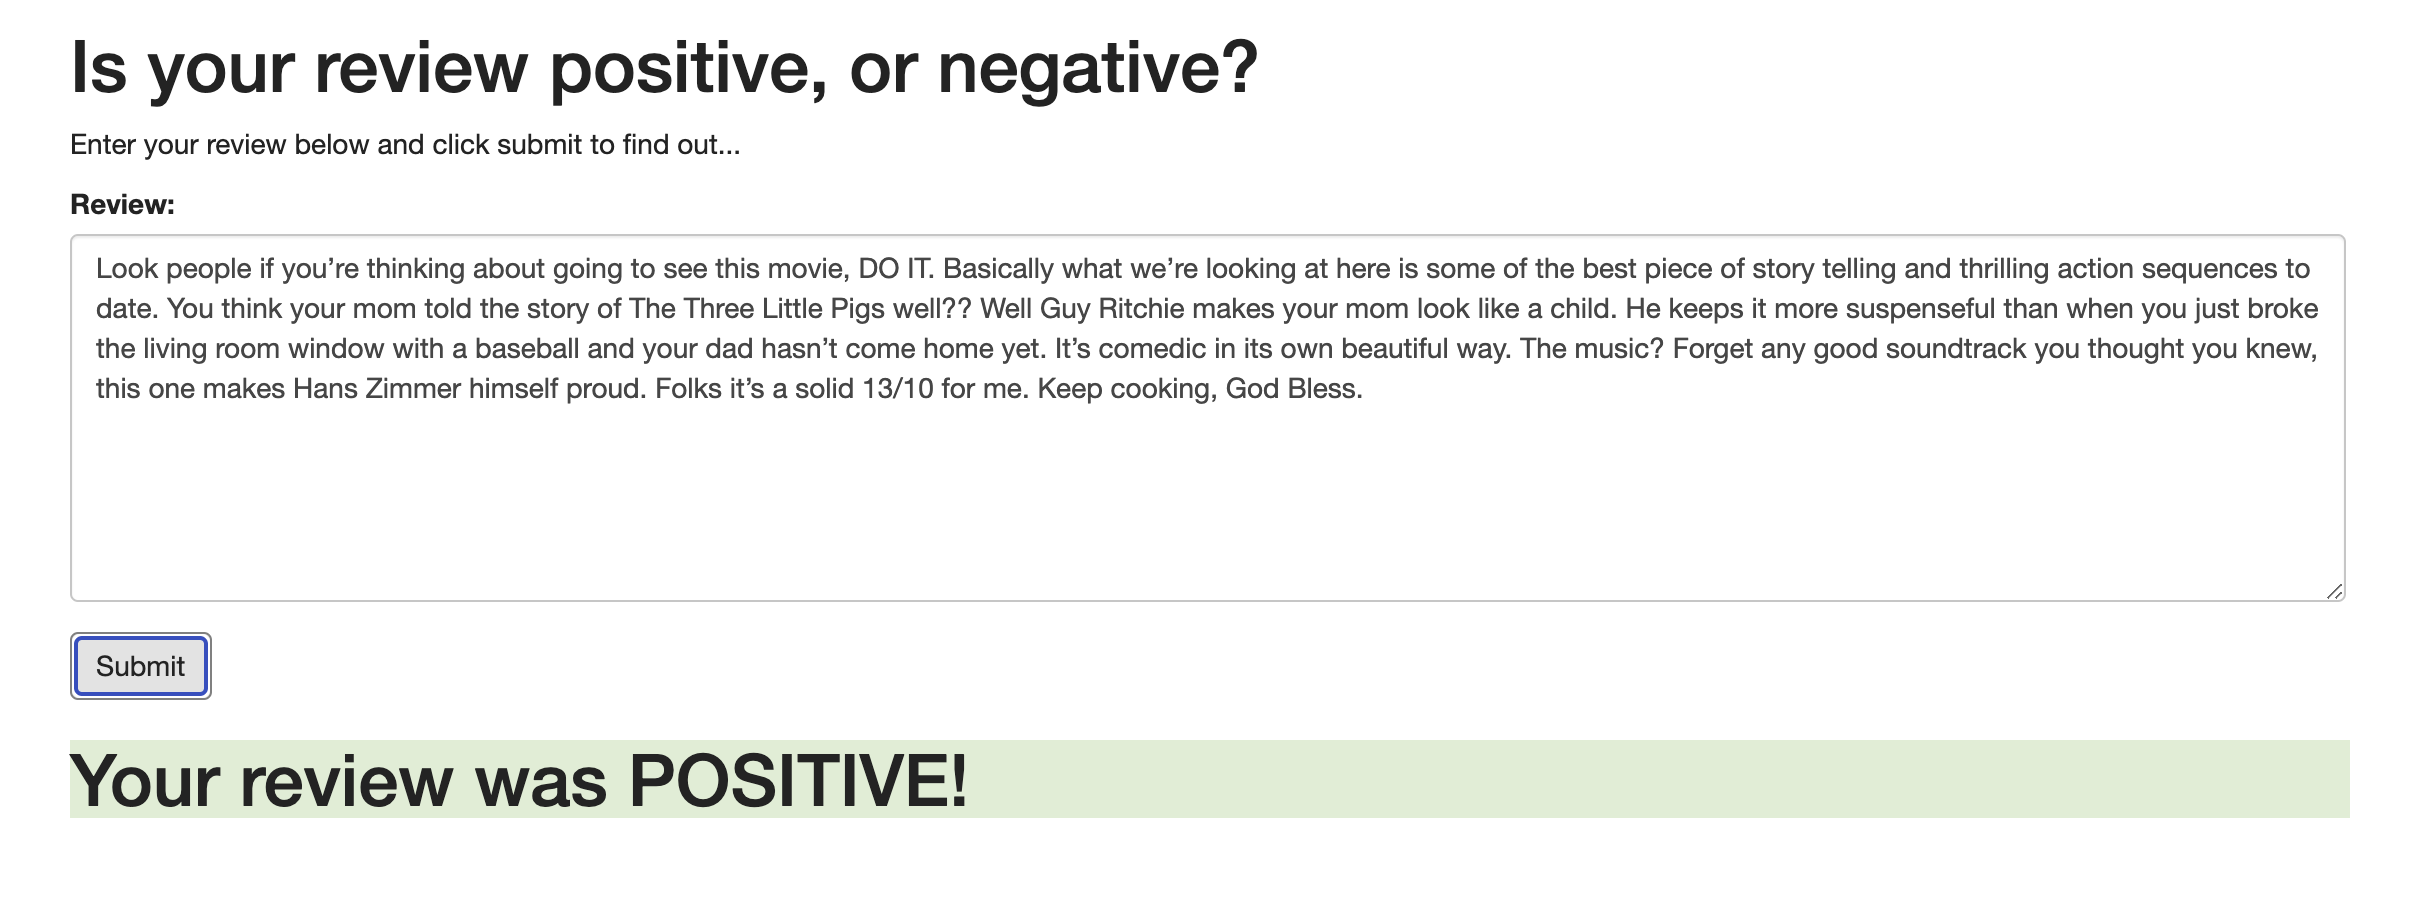 Is your review positive, or negative?
Enter your review below and click submit to find out...
Review:
Look people if you’re thinking about going to see this movie, DO IT. Basically what we’re looking at here is some of the best piece of story telling and thrilling action sequences to
date. You think your mom told the story of The Three Little Pigs well?? Well Guy Ritchie makes your mom look like a child. He keeps it more suspenseful than when you just broke
the living room window with a baseball and your dad hasn’t come home yet. It’s comedic in its own beautiful way. The music? Forget any good soundtrack you thought you knew,
this one makes Hans Zimmer himself proud. Folks it’s a solid 13/10 for me. Keep cooking, God Bless.
Submit
Your review was POSITIVE!